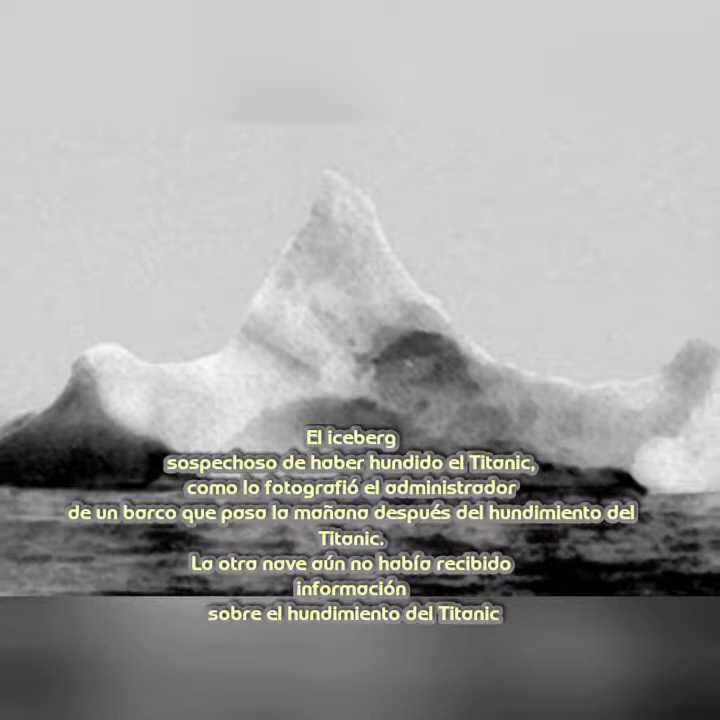 El iceberg
sospechoso de haber hundido el Titanic,
como lo fotografió el administrador
de un barco que pasa la mañana después del hundimiento del
Titanic.
La otra nave aún no había recibido
información
sobre el hundimiento del Titanic